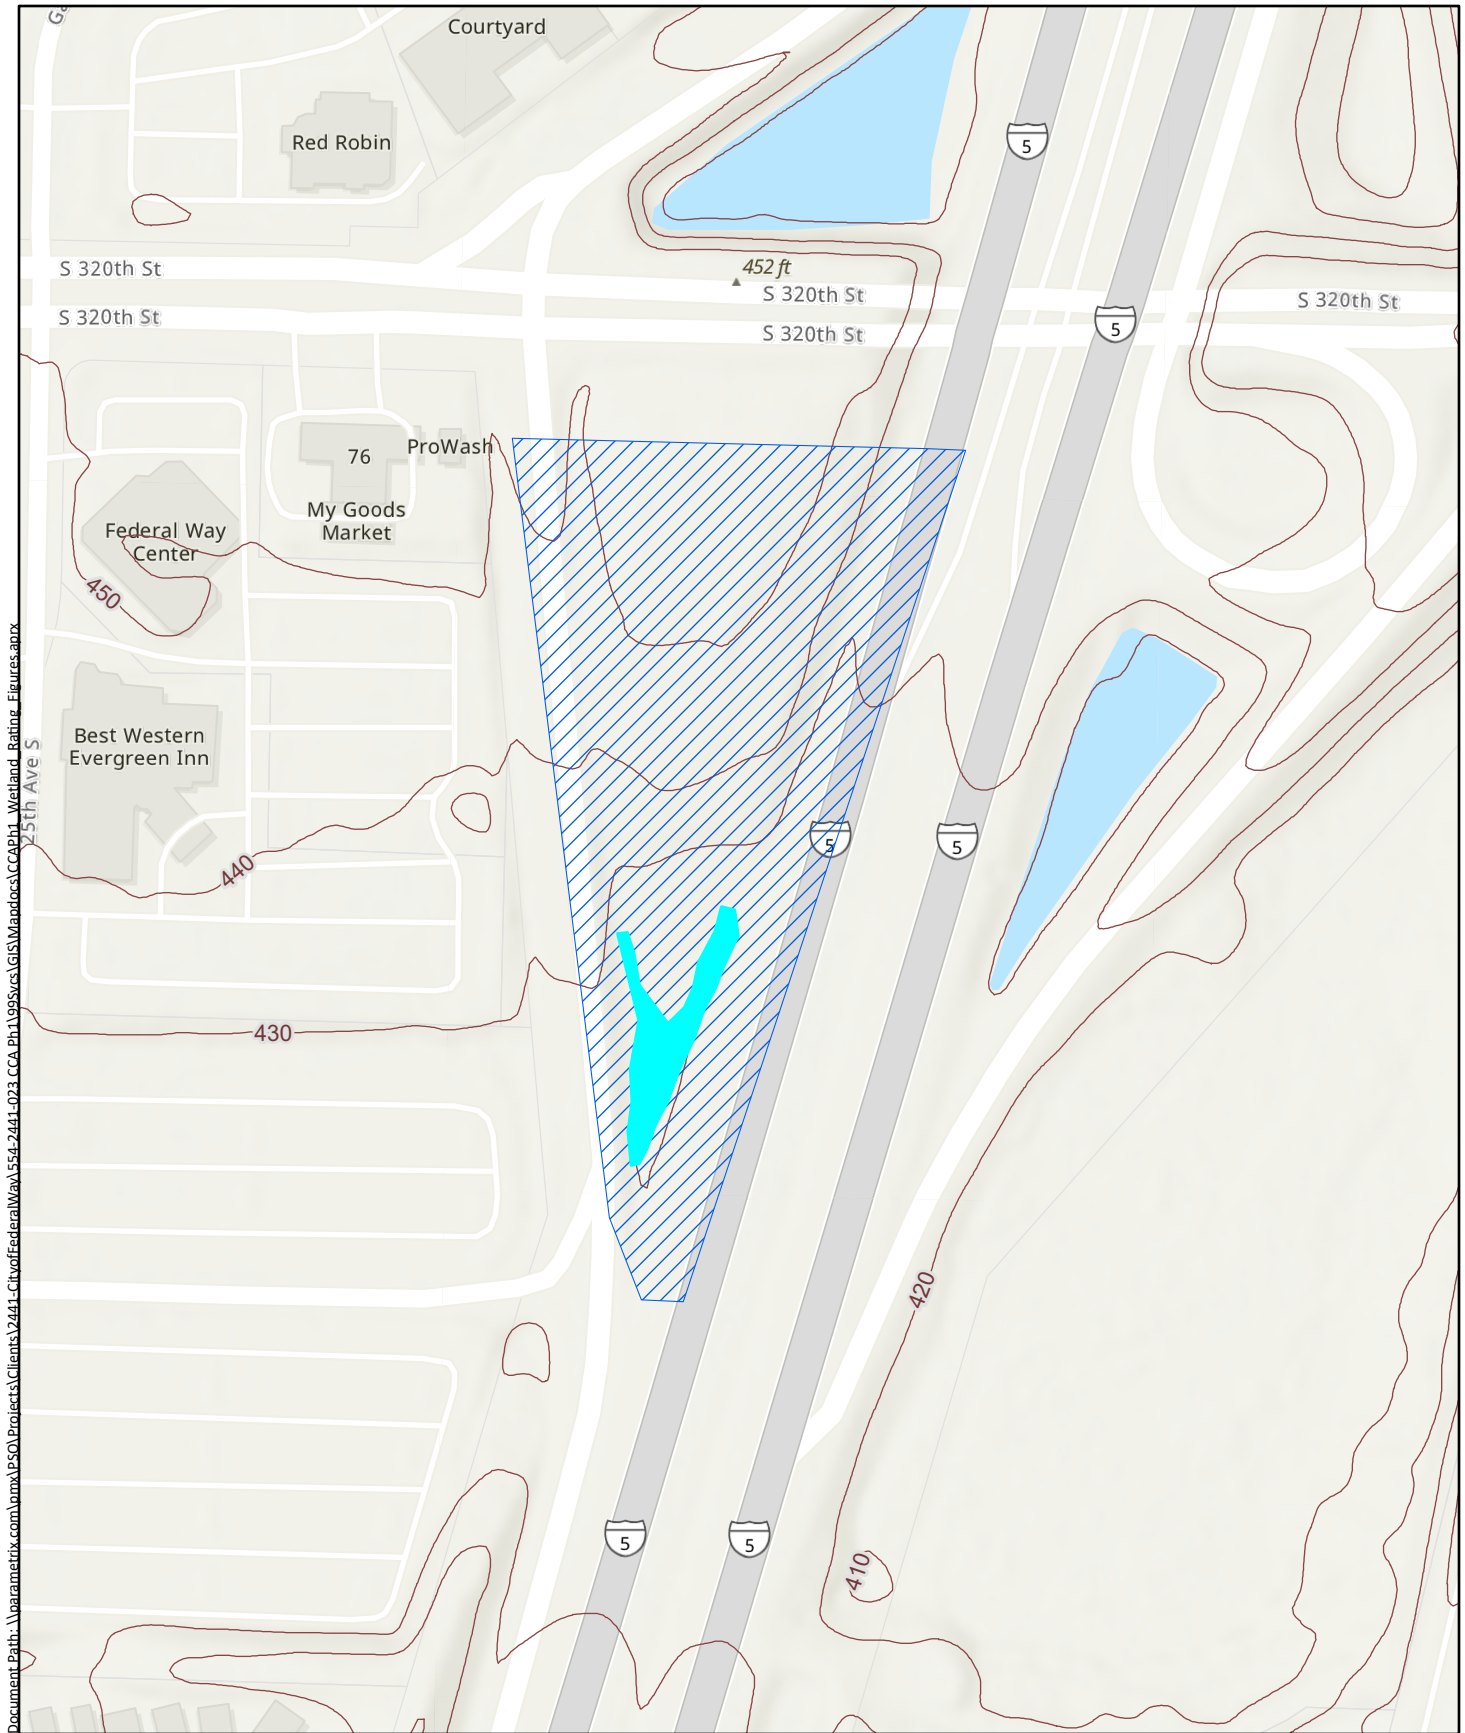 Courtyard
Red Robin
5
S 320th St
452 ft
S 320th St
S 320th St
S 320th St
S 320th St
5
76
ProWash
My Goods
Market
Federal Way
Center
450
Best Western
Evergreen Inn
25th Ave S
440
5
5
430
420
5
5
410
Document Path: \\parametrix.com\pmx\PSO\Projects\Clients\2441-CityofFederalWay\554-2441-023 CCA Ph1\99Svcs\GIS\Mapdocs\CCAPh1_Wetland_Rating_Figures.aprx